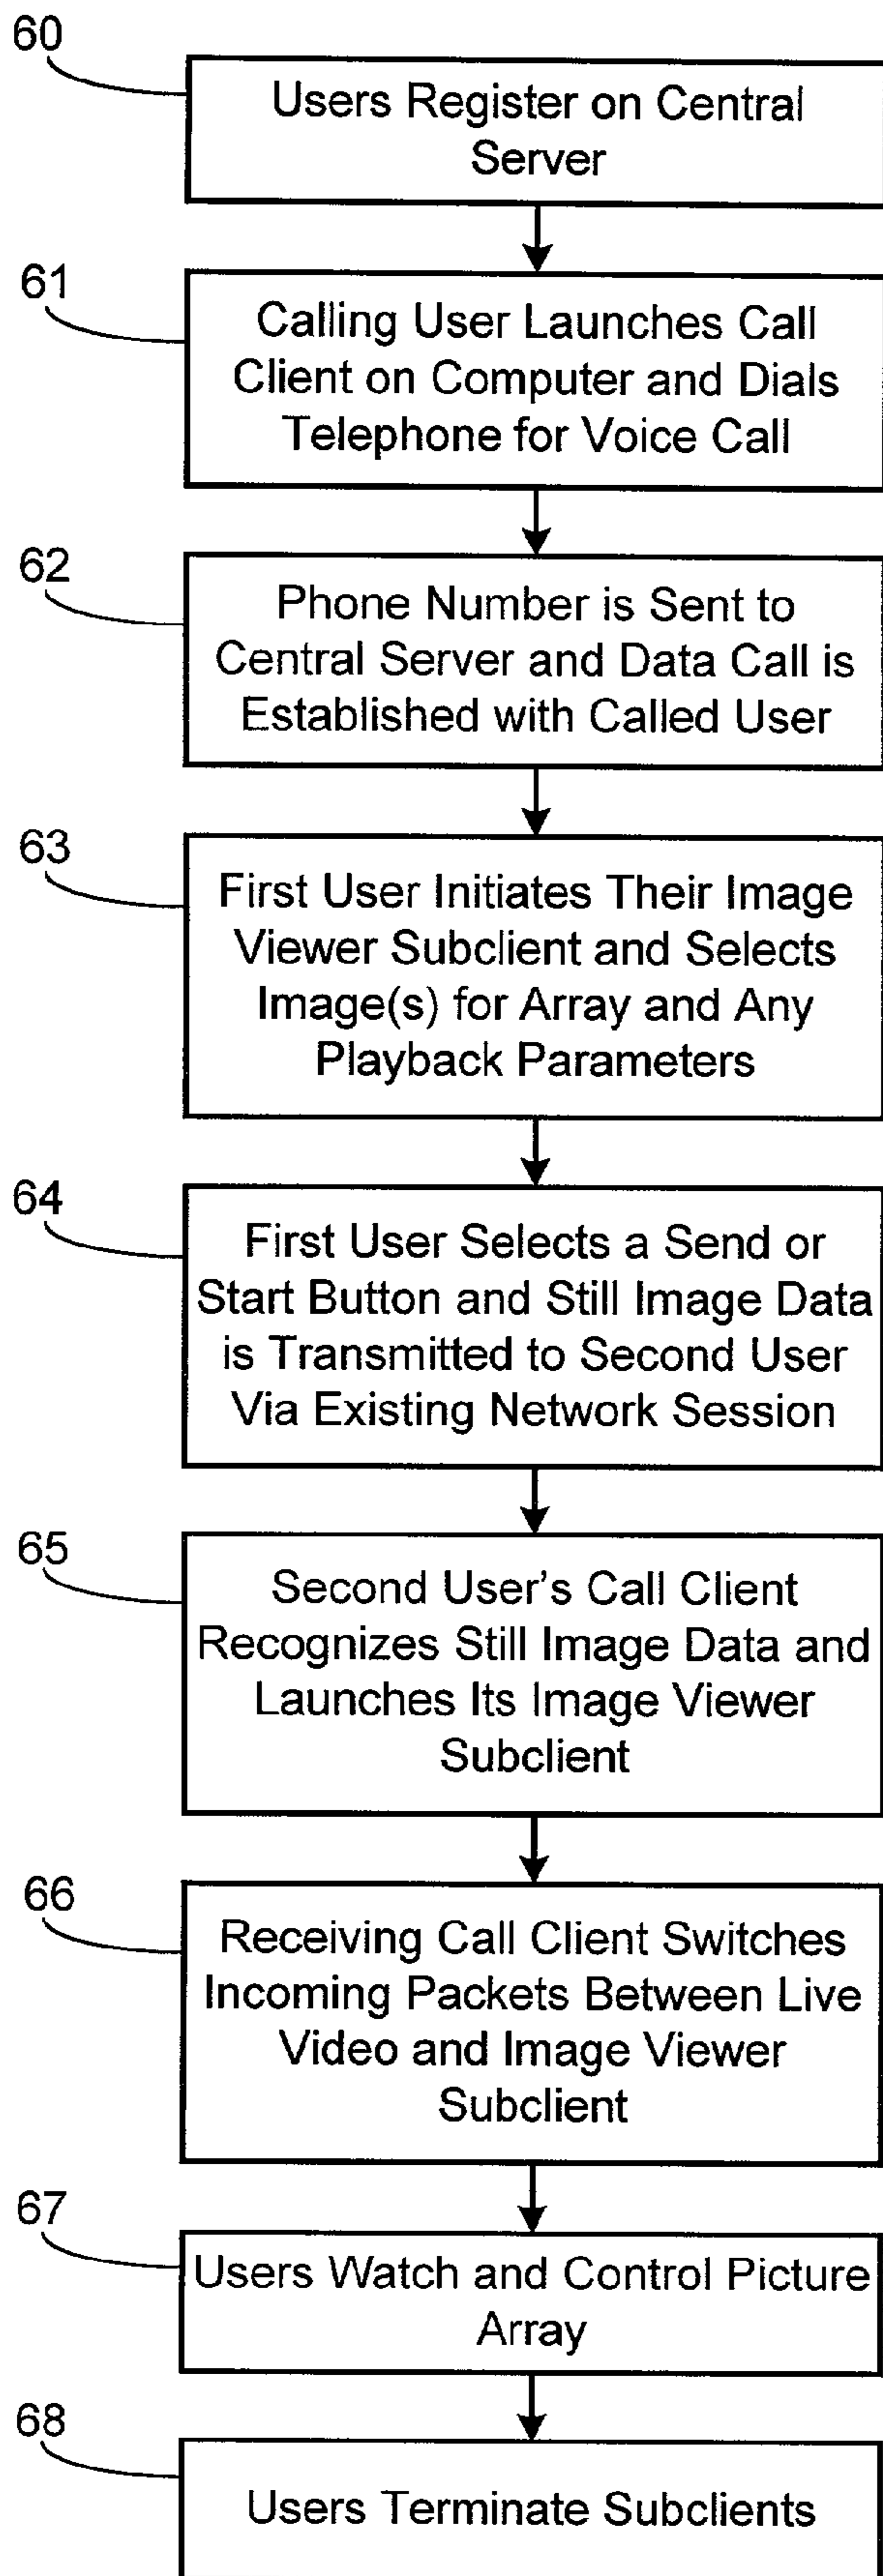 60
Users Register on Central
Server
61
Calling User Launches Call
Client on Computer and Dials
Telephone for Voice Call
62
Phone Number is Sent to
Central Server and Data Call is
Established with Called User
63
First User Initiates Their Image
Viewer Subclient and Selects
Image(s) for Array and Any
Playback Parameters
64
First User Selects a Send or
Start Button and Still Image Data
is Transmitted to Second User
Via Existing Network Session
65
Second User's Call Client
Recognizes Still Image Data and
Launches Its Image Viewer
Subclient
66
Receiving Call Client Switches
Incoming Packets Between Live
Video and Image Viewer
Subclient
67
Users Watch and Control Picture
Array
68
Users Terminate Subclients